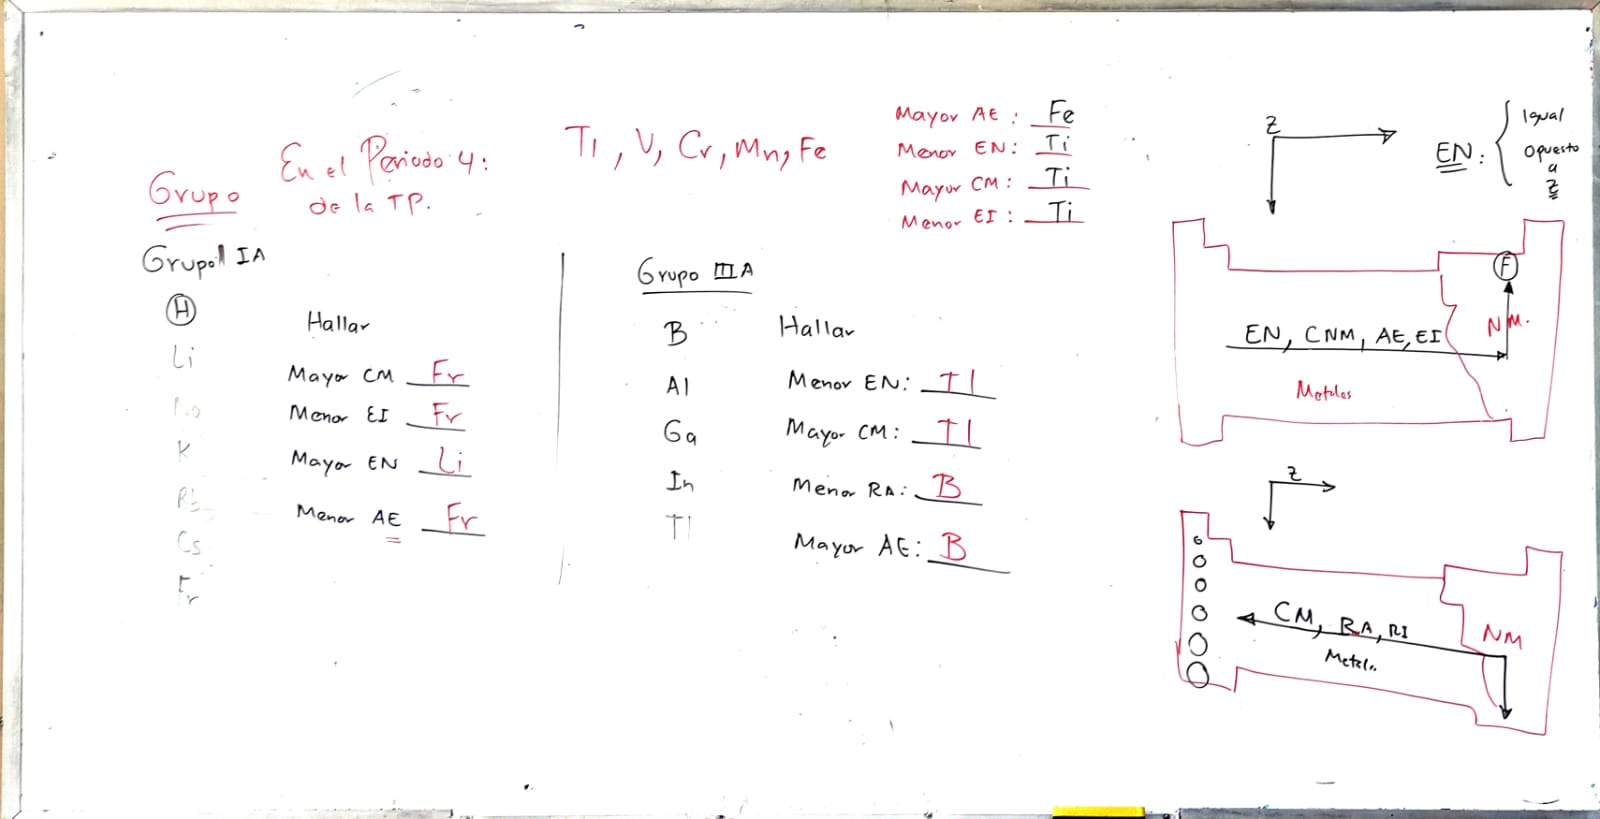 Grupo
En el Periodo 4:
de la TP.
Ti, V, Cr, Mn, Fe
Mayor AE: Fe
Menor EN: Ti
Mayor CM: Ti
Menor EI: Ti
Grupo IA
H
Li
Na
K
Rb
Cs
Fr
Hallar
Mayor CM Fr
Menor EI Fr
Mayor EN Li
Menor AE Fr
Grupo IIIA
B
Al
Ga
In
Tl
Hallar
Menor EN: Tl
Mayor CM: Tl
Menor RA: B
Mayor AE: B
Z
EN: Igual
opuesto
a
Z
F
N M.
EN, CNM, AE, EI
Metales
Z
CM, RA, RI
NM